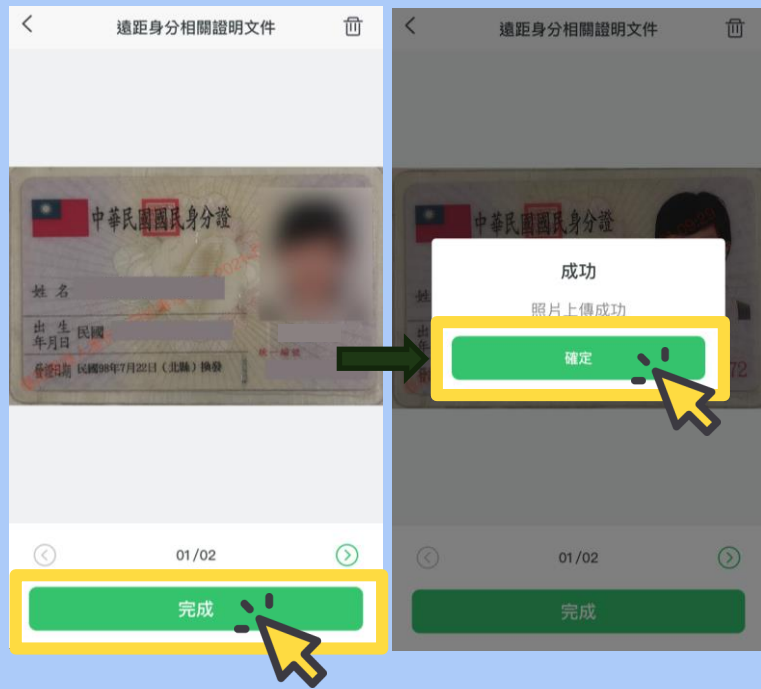 遠距身分相關證明文件
中華民國國民身分證
姓名
出生
年月日
民國
統一編號
發證日期 民國98年7月22日（北縣）換發
01/02
完成
遠距身分相關證明文件
中華民國國民身分證
成功
照片上傳成功
確定
72
01/02
完成